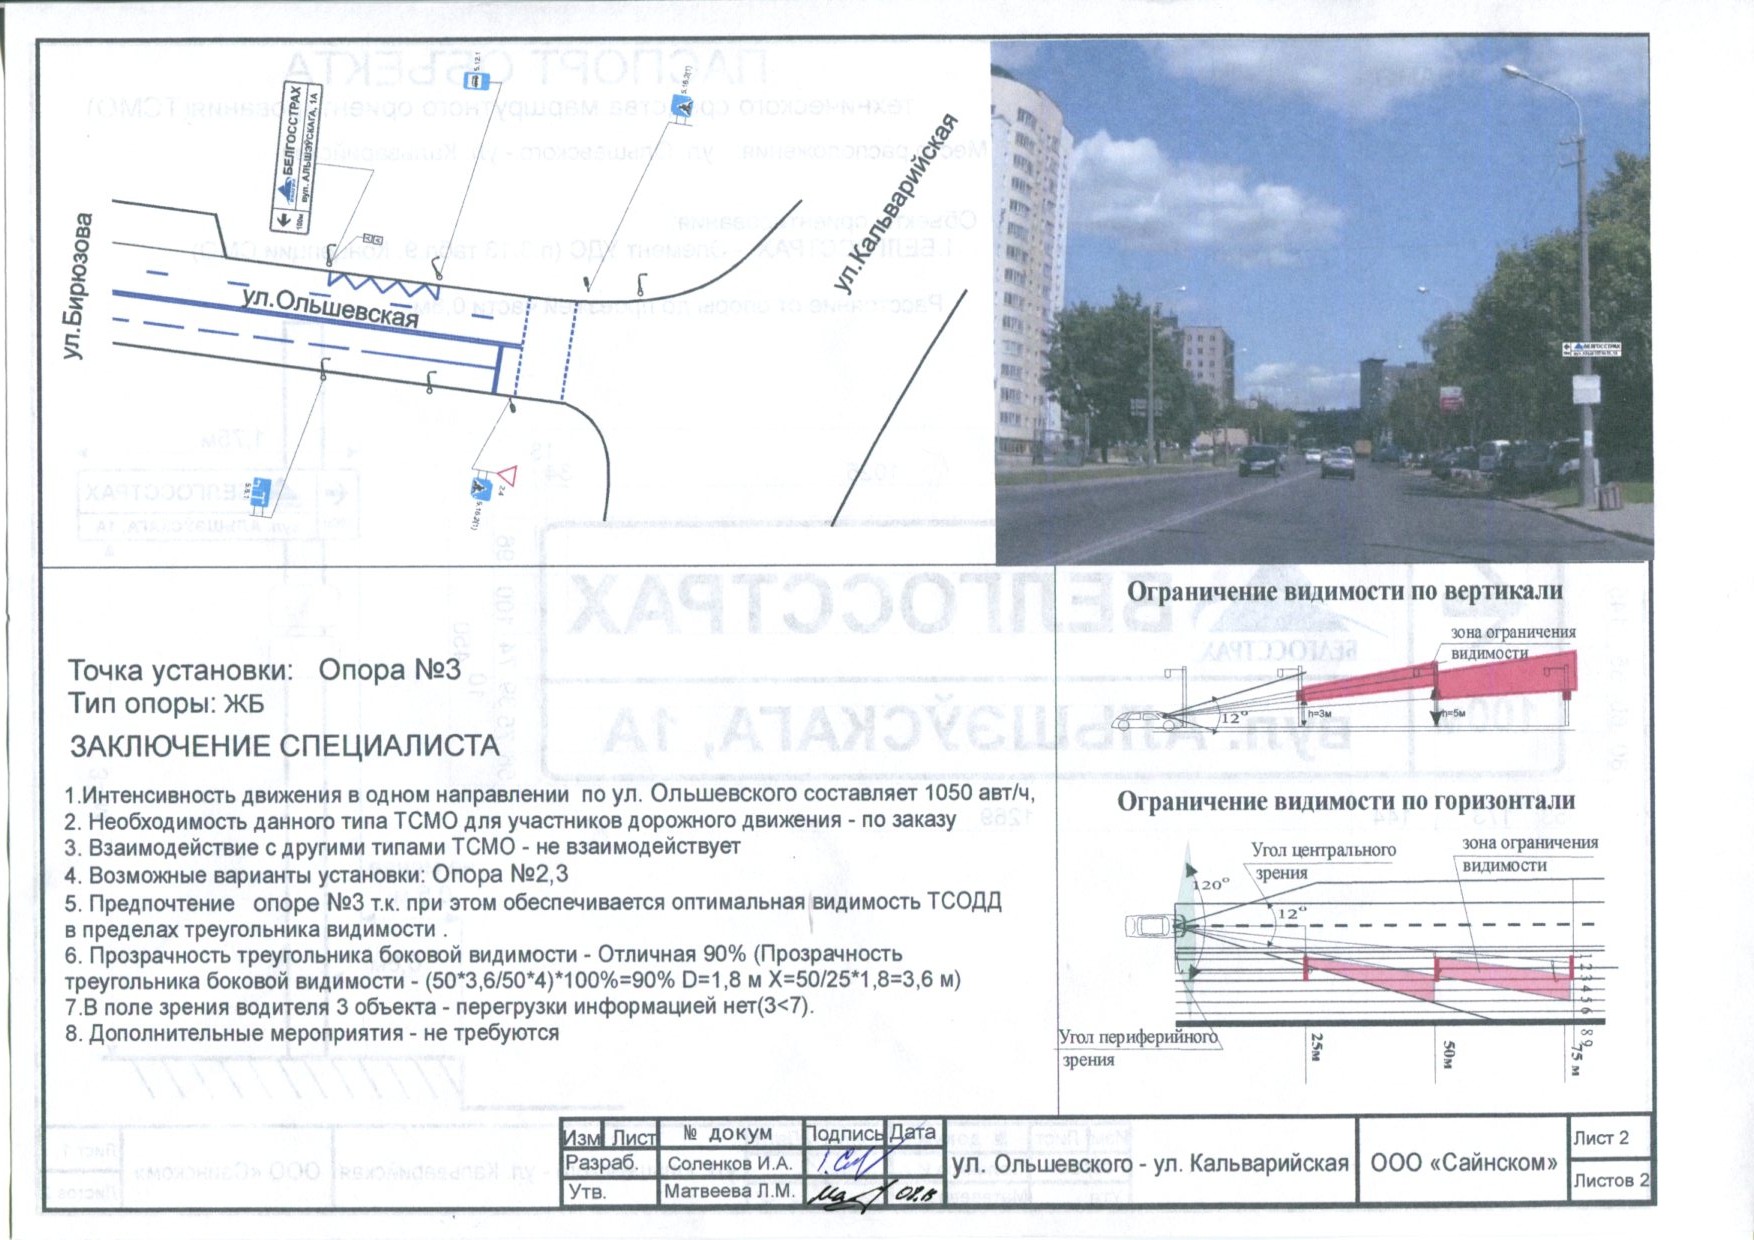 5.12.1
5.16.2(1)
БЕЛГОССТРАХ
вул. АЛЬШЭЎСКАГА, 1А
100м
ул.Бирюзова
ул.Ольшевская
ул.Кальварийская
5.16.2(1)
2.4
БЕЛГОССТРАХ
Ограничение видимости по вертикали
зона ограничения
видимости
12°
h=3м
h=5м
Точка установки: Опора №3
Тип опоры: ЖБ
ЗАКЛЮЧЕНИЕ СПЕЦИАЛИСТА
1.Интенсивность движения в одном направлении по ул. Ольшевского составляет 1050 авт/ч,
2. Необходимость данного типа ТСМО для участников дорожного движения - по заказу
3. Взаимодействие с другими типами ТСМО - не взаимодействует
4. Возможные варианты установки: Опора №2,3
5. Предпочтение опоре №3 т.к. при этом обеспечивается оптимальная видимость ТСОДД
в пределах треугольника видимости .
6. Прозрачность треугольника боковой видимости - Отличная 90% (Прозрачность
треугольника боковой видимости - (50*3,6/50*4)*100%=90% D=1,8 м X=50/25*1,8=3,6 м)
7.В поле зрения водителя 3 объекта - перегрузки информацией нет(3<7).
8. Дополнительные мероприятия - не требуются
Ограничение видимости по горизонтали
Угол центрального
зрения
зона ограничения
видимости
120°
12°
1 2 3 4 5 6
8 9
Угол периферийного
зрения
25м
50м
75 м
Изм Лист № докум Подпись Дата
Разраб. Соленков И.А.
Утв. Матвеева Л.М.
ул. Ольшевского - ул. Кальварийская
ООО «Сайнском»
Лист 2
Листов 2